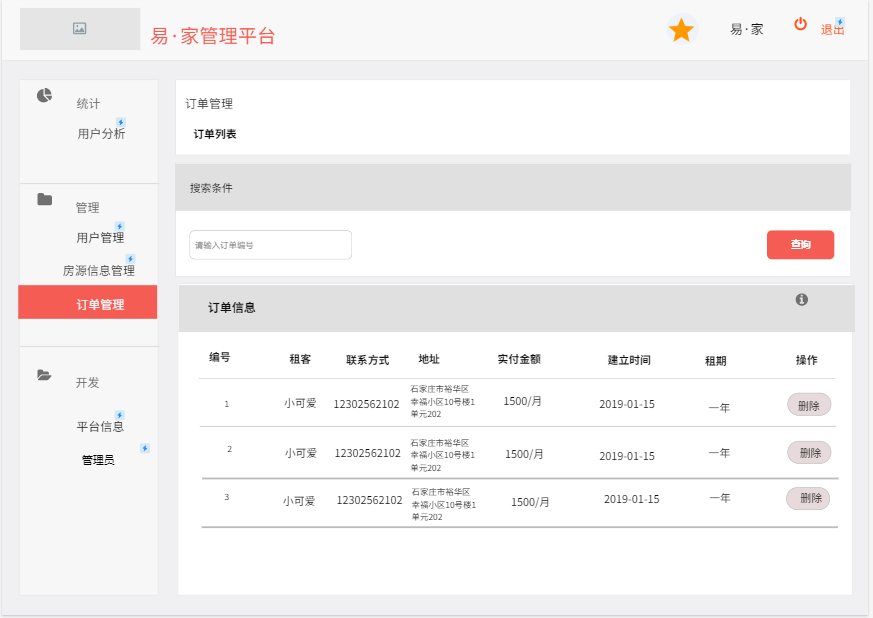 易·家管理平台
易·家
退出
统计
用户分析
管理
用户管理
房源信息管理
订单管理
开发
平台信息
管理员
订单管理
订单列表
搜索条件
请输入订单编号
查询
订单信息
编号 租客 联系方式 地址 实付金额 建立时间 租期 操作
1 小可爱 12302562102 石家庄市裕华区
幸福小区10号楼1
单元202
1500/月 2019-01-15 一年 删除
2 小可爱 12302562102 石家庄市裕华区
幸福小区10号楼1
单元202
1500/月 2019-01-15 一年 删除
3 小可爱 12302562102 石家庄市裕华区
幸福小区10号楼1
单元202
1500/月 2019-01-15 一年 删除